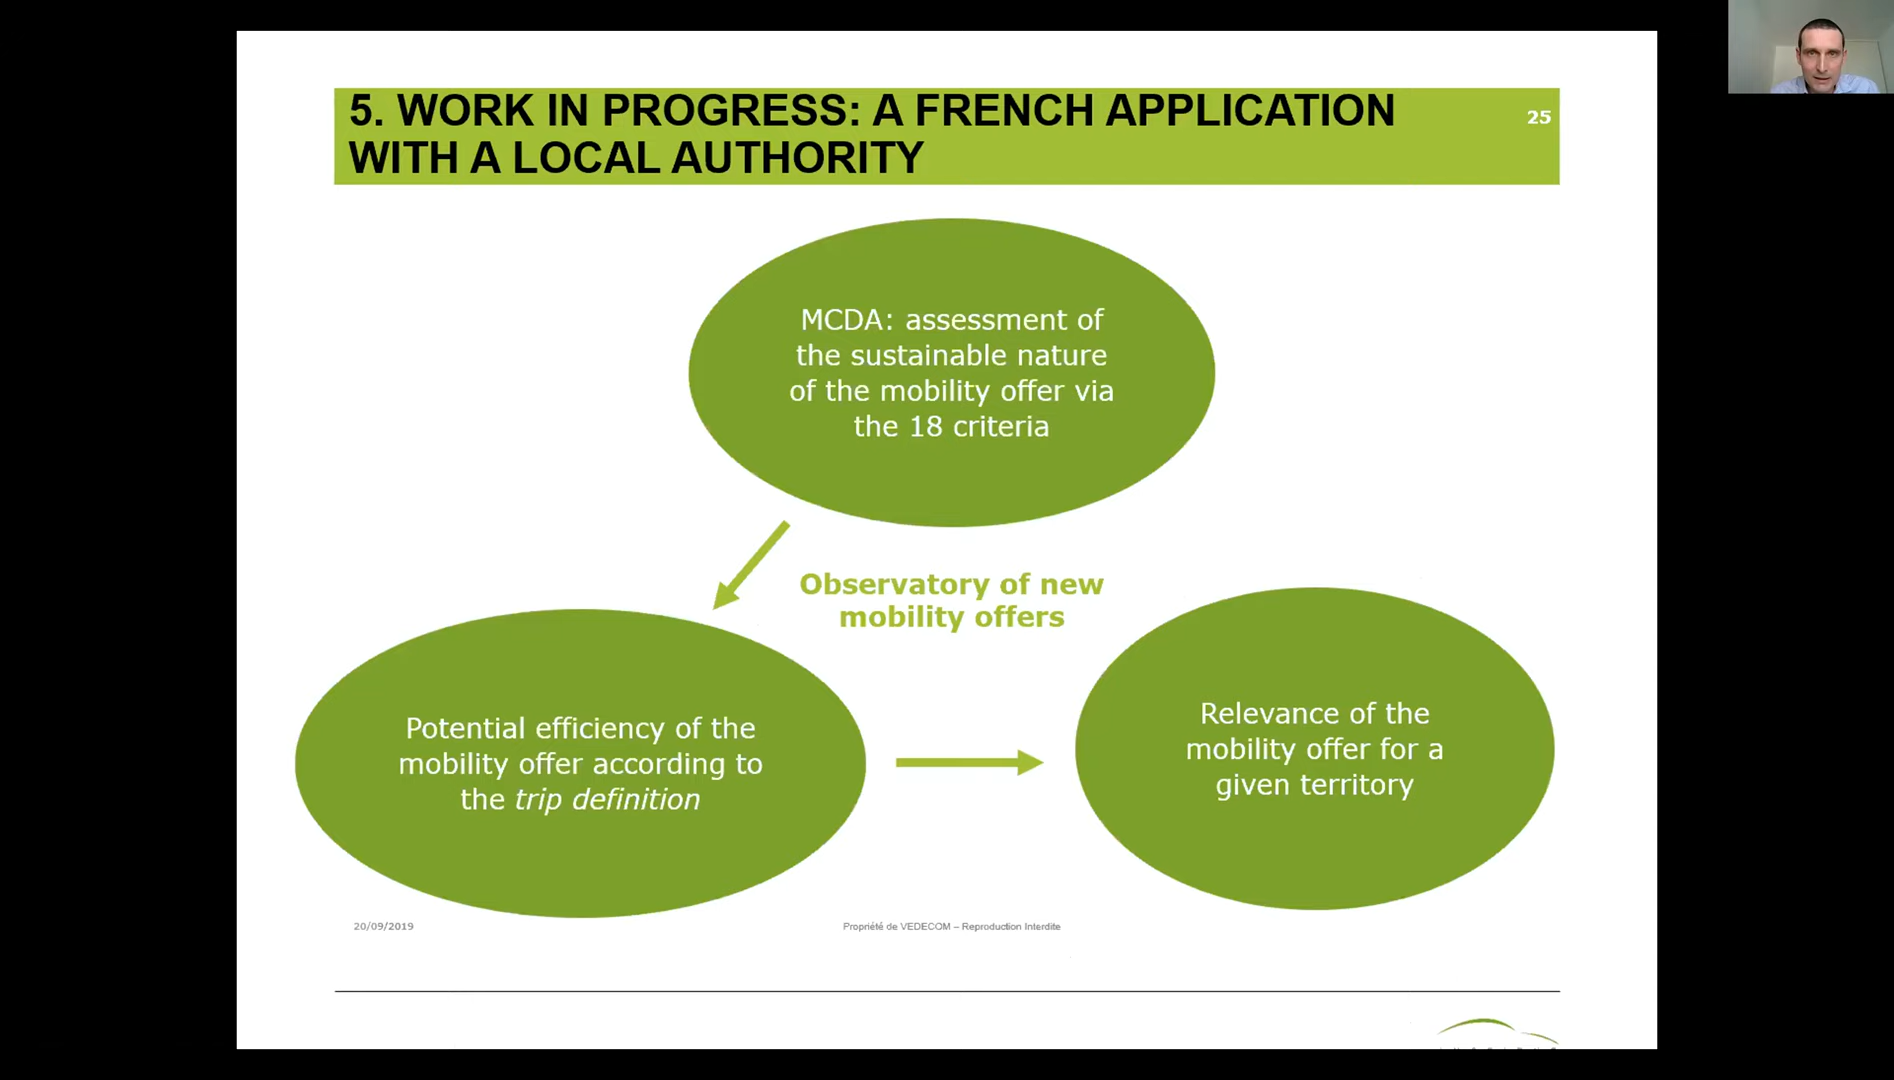 5. WORK IN PROGRESS: A FRENCH APPLICATION
WITH A LOCAL AUTHORITY
25
MCDA: assessment of
the sustainable nature
of the mobility offer via
the 18 criteria
Observatory of new
mobility offers
Potential efficiency of the
mobility offer according to
the trip definition
Relevance of the
mobility offer for a
given territory
20/09/2019
Propriété de VEDECOM – Reproduction Interdite